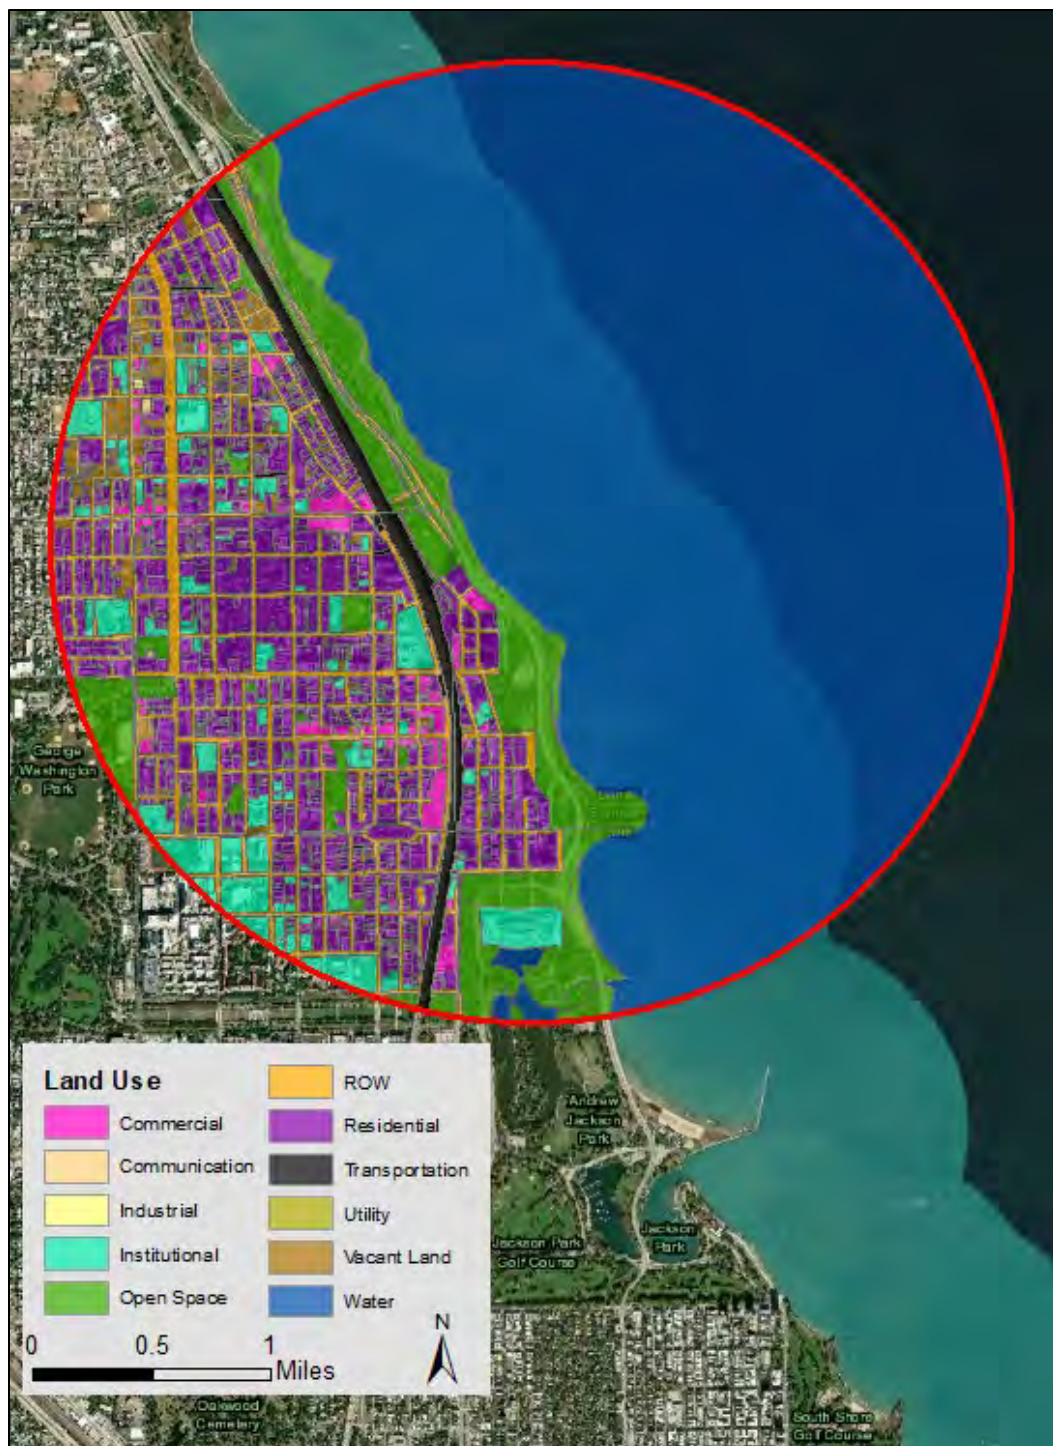 George
Washington
Park
Land Use
Commercial
Communication
Industrial
Institutional
Open Space
ROW
Residential
Transportation
Utility
Vacant Land
Water
0 0.5 1
Miles
N
Andrew
Jackson
Park
Jackson Park
Golf Course
Jackson
Park
Oakwood
Cemetery
South Shore
Golf Course